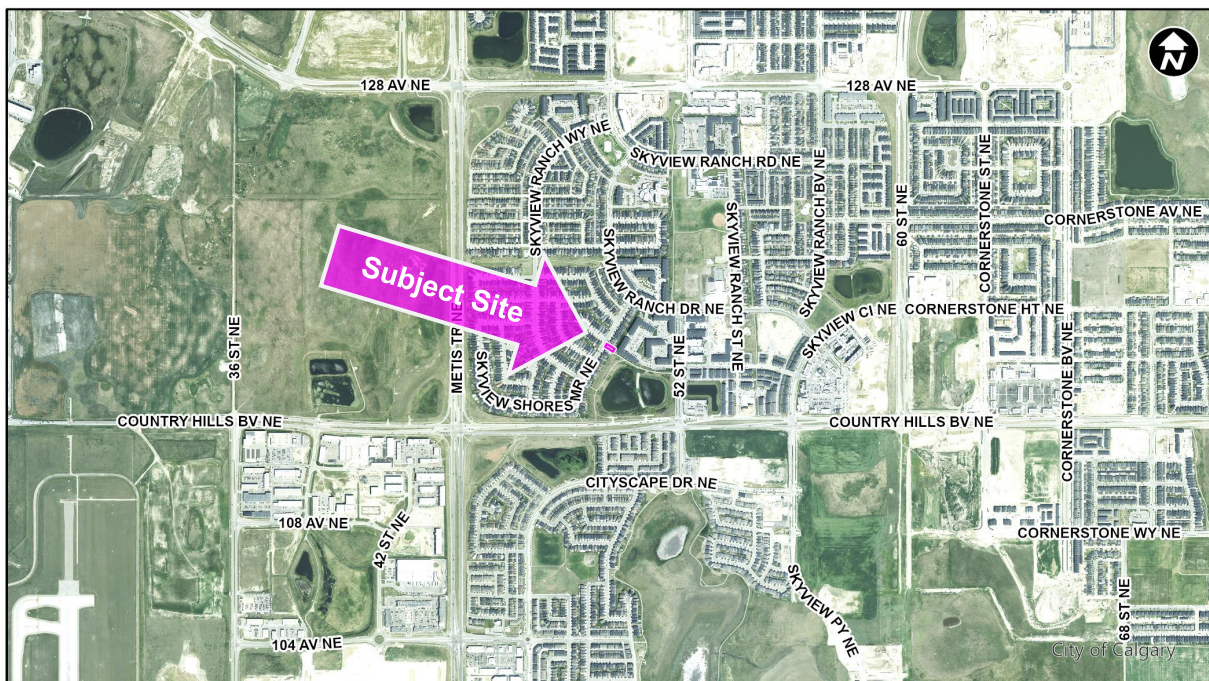 N
128 AV NE
128 AV NE
SKYVIEW RANCH WY NE
SKYVIEW RANCH RD NE
SKYVIEW RANCH BV NE
SKYVIEW RANCH ST NE
60 ST NE
CORNERSTONE ST NE
CORNERSTONE AV NE
Subject Site
SKYVIEW RANCH DR NE
SKYVIEW CI NE
CORNERSTONE HT NE
36 ST NE
METIS TR NE
52 ST NE
CORNERSTONE BV NE
SKYVIEW SHORES MR NE
COUNTRY HILLS BV NE
COUNTRY HILLS BV NE
CITYSCAPE DR NE
108 AV NE
42 ST NE
CORNERSTONE WY NE
SKYVIEW PY NE
68 ST NE
104 AV NE
City of Calgary